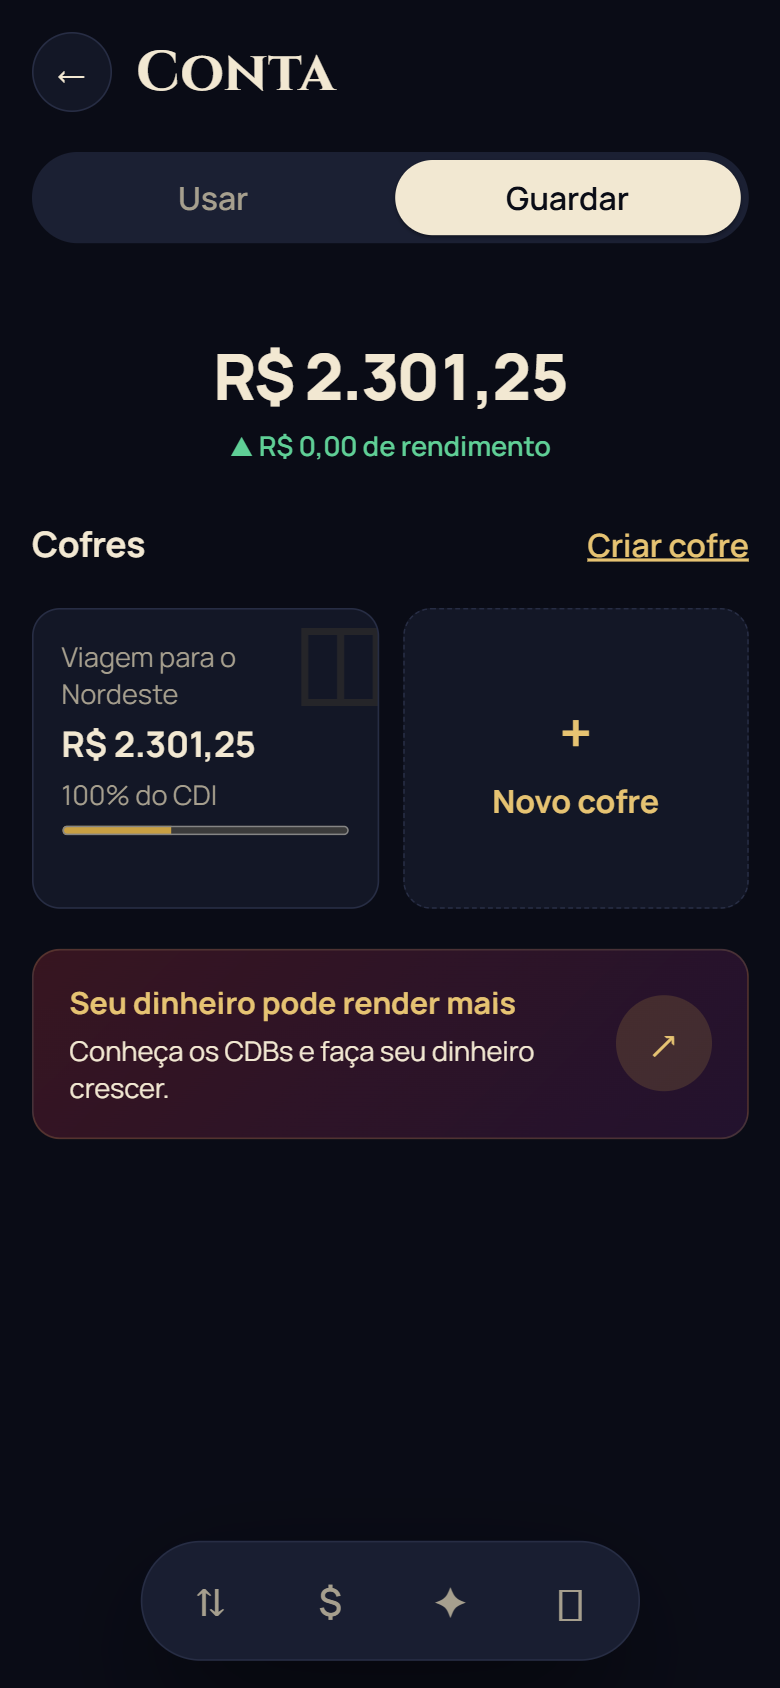 ← Conta
Usar
Guardar
R$ 2.301,25
▲ R$ 0,00 de rendimento
Cofres
Criar cofre
Viagem para o
Nordeste
R$ 2.301,25
100% do CDI
+
Novo cofre
Seu dinheiro pode render mais
Conheça os CDBs e faça seu dinheiro
crescer.
↗
⇅ $ ✦